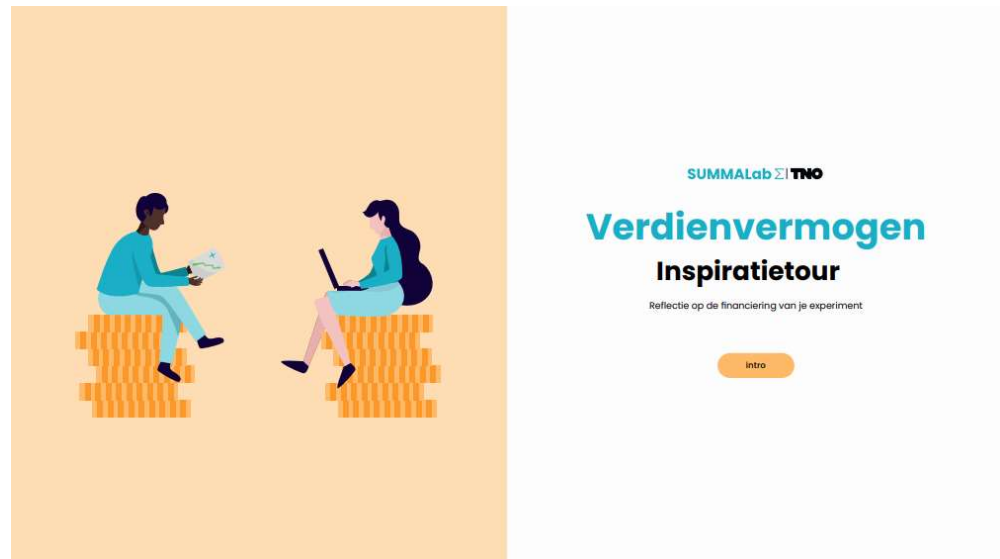 SUMMALab Σ| TNO
Verdienvermogen
Inspiratietour
Reflectie op de financiering van je experiment
intro